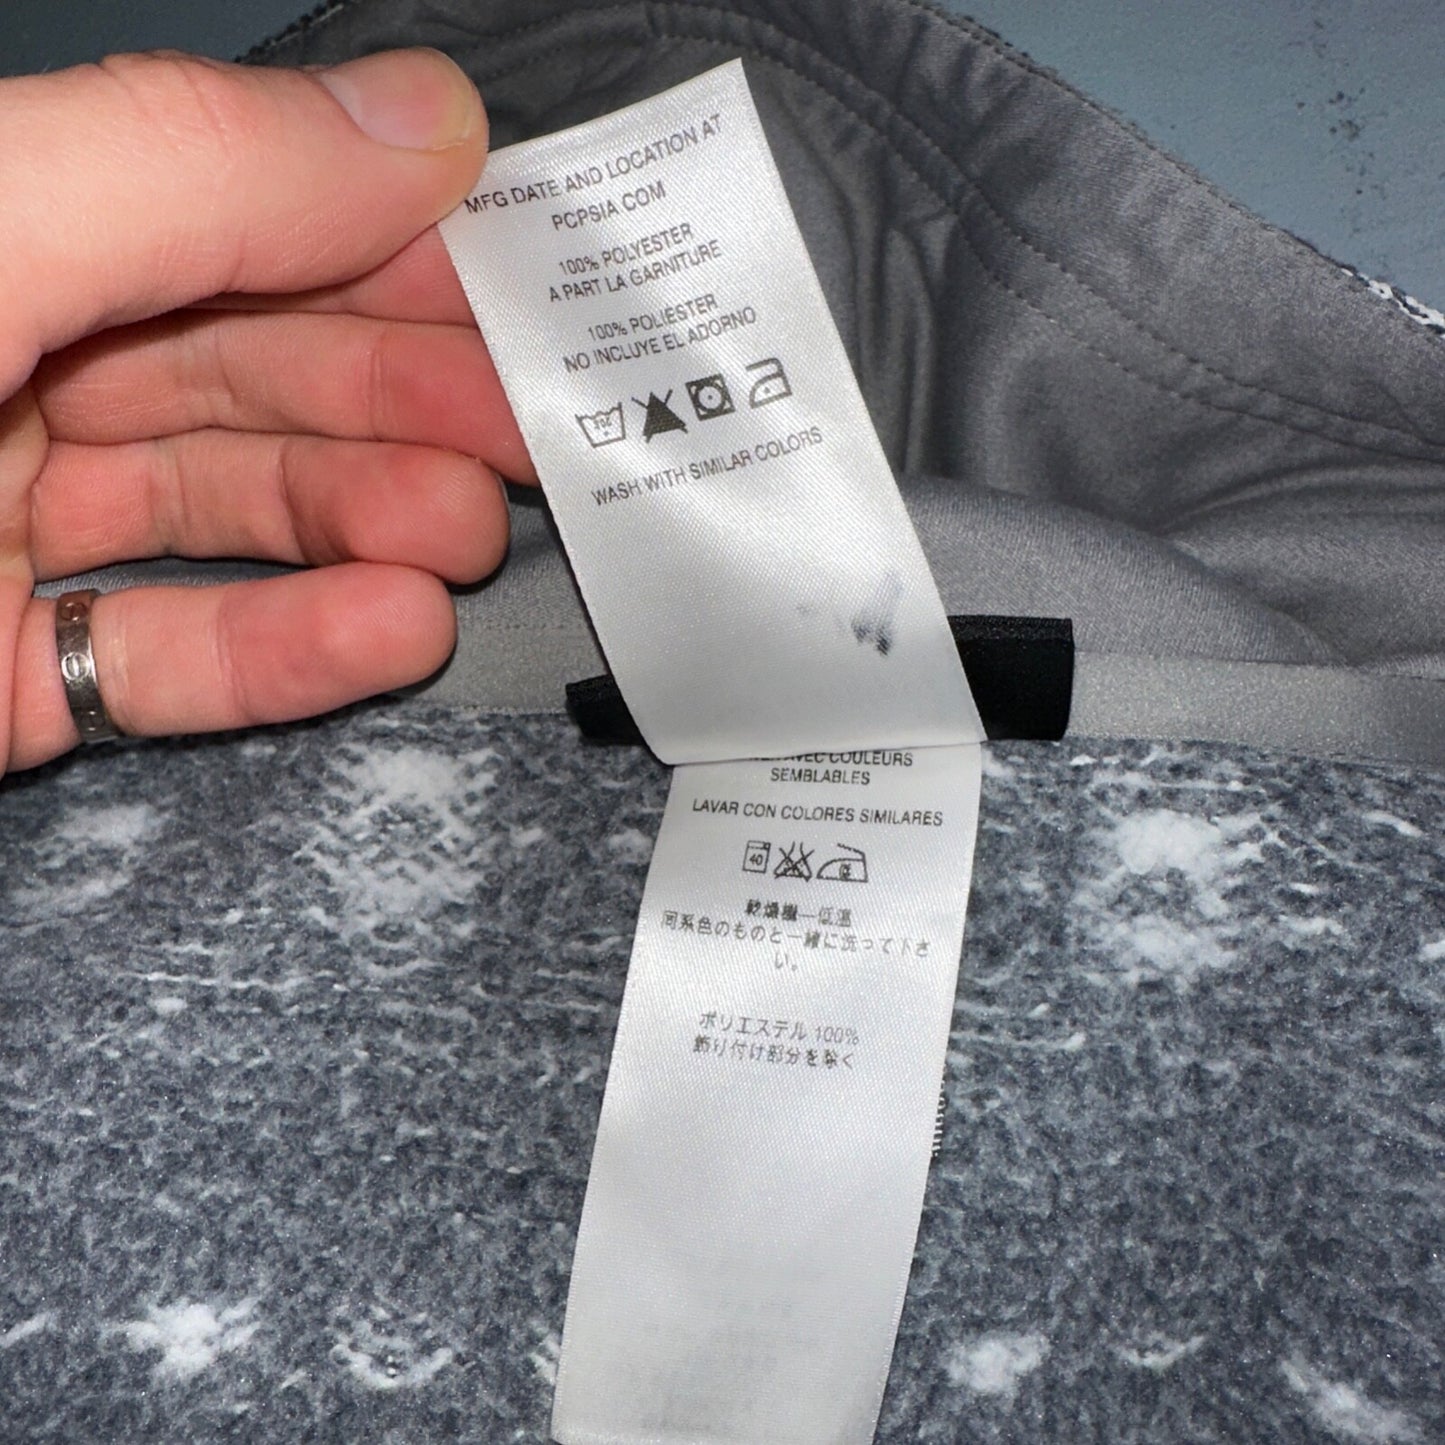 MFG DATE AND LOCATION AT
PCPSIA COM
100% POLYESTER
A PART LA GARNITURE
100% POLIESTER
NO INCLUYE EL ADORNO
WASH WITH SIMILAR COLORS
AVEC COULEURS
SEMBLABLES
LAVAR CON COLORES SIMILARES
40
乾燥機—低温
同系色のものと一緒に洗って下さ
い。
ポリエステル 100%
飾り付け部分を除く